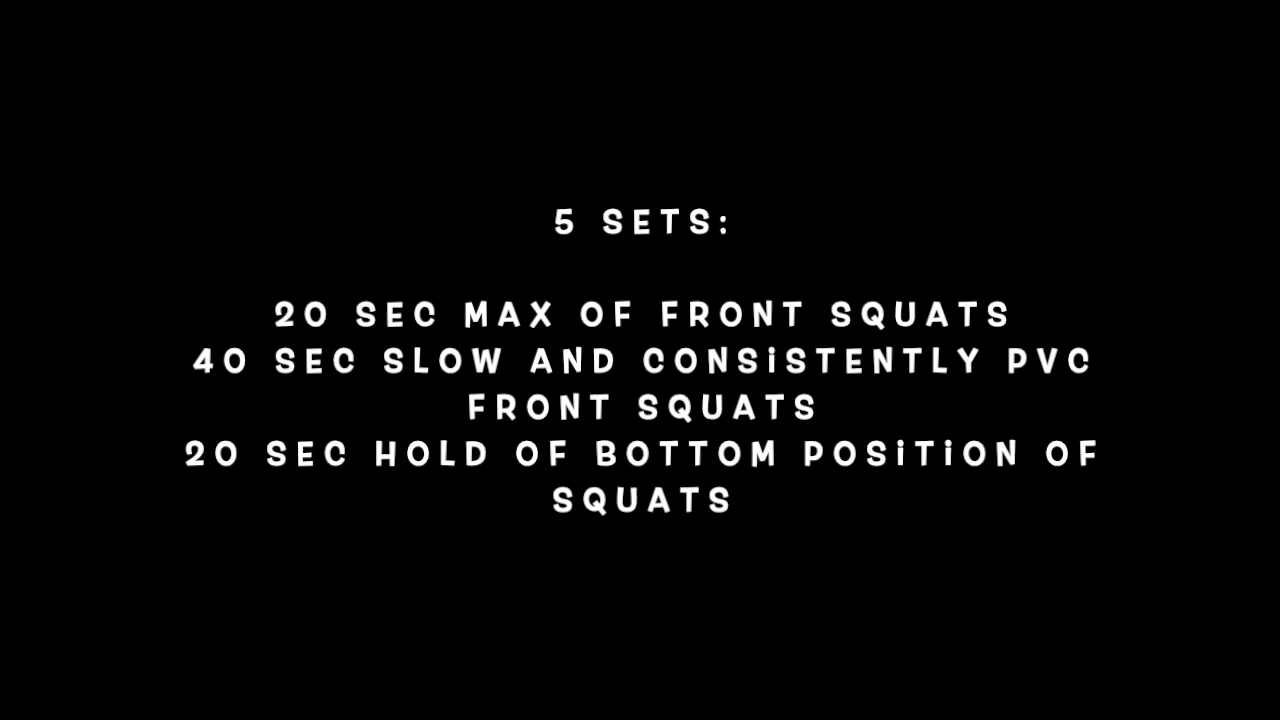 5 SETS:
20 SEC MAX OF FRONT SQUATS
40 SEC SLOW AND CONSiSTENTLY PVC
FRONT SQUATS
20 SEC HOLD OF BOTTOM POSiTiON OF
SQUATS